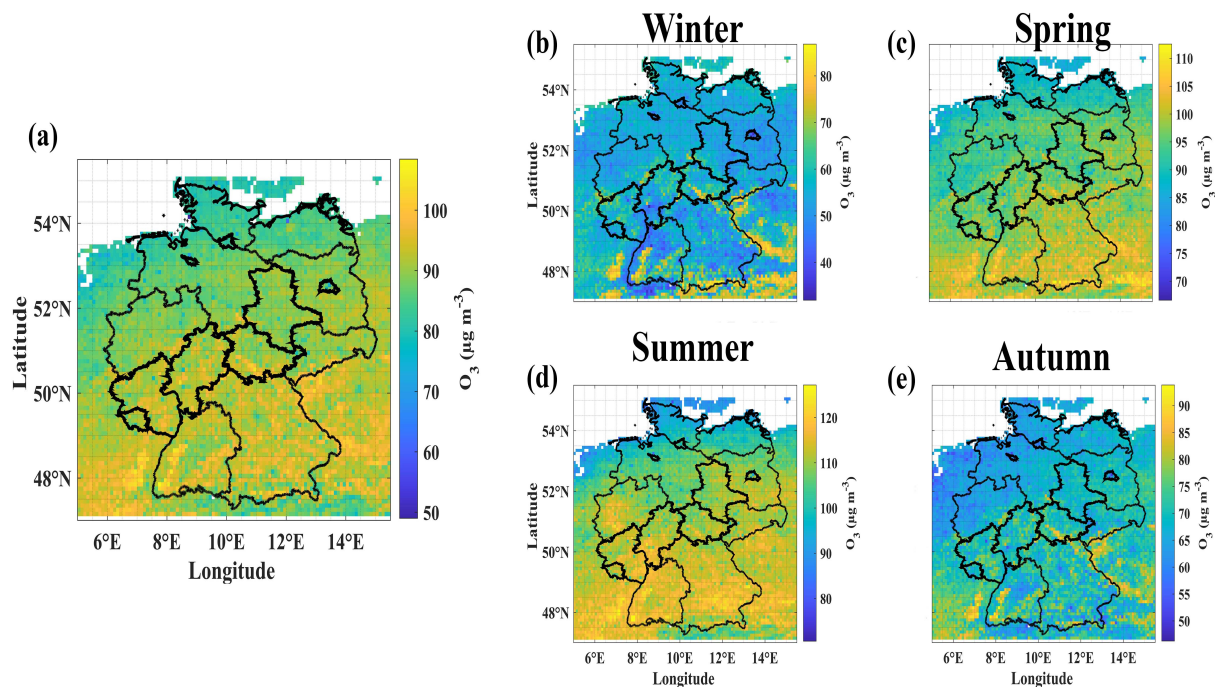 (a)
54°N
52°N
50°N
48°N
Latitude
6°E 8°E 10°E 12°E 14°E
Longitude
100
90
80
70
60
50
O₃ (µg m⁻³)
Winter
(b)
54°N
52°N
50°N
48°N
Latitude
80
70
60
50
40
O₃ (µg m⁻³)
Spring
(c)
110
105
100
95
90
85
80
75
70
O₃ (µg m⁻³)
Summer
(d)
54°N
52°N
50°N
48°N
Latitude
6°E 8°E 10°E 12°E 14°E
Longitude
120
110
100
90
80
O₃ (µg m⁻³)
Autumn
(e)
6°E 8°E 10°E 12°E 14°E
Longitude
90
85
80
75
70
65
60
55
50
O₃ (µg m⁻³)